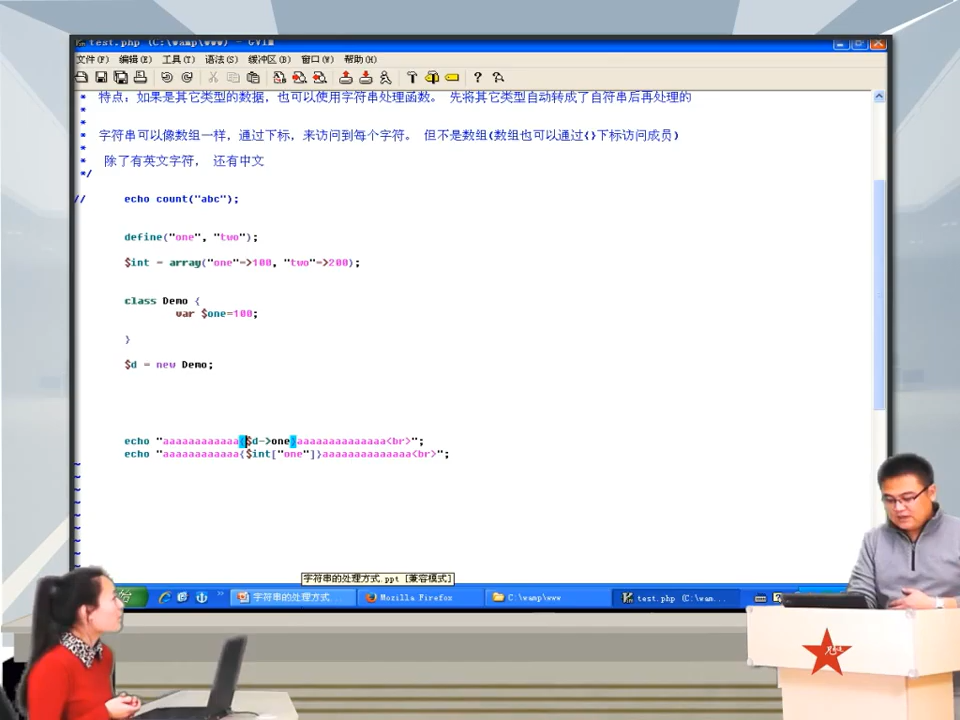 test.php (C:\wamp\www) - GVIM
文件(F) 编辑(E) 工具(T) 语法(S) 缓冲区(B) 窗口(W) 帮助(H)
* 特点：如果是其它类型的数据，也可以使用字符串处理函数。 先将其它类型自动转成了自符串后再处理的
*
*
* 字符串可以像数组一样，通过下标，来访问到每个字符。 但不是数组(数组也可以通过{}下标访问成员)
*
* 除了有英文字符， 还有中文
*/
// echo count("abc");
define("one", "two");
$int = array("one"=>100, "two"=>200);
class Demo {
var $one=100;
}
$d = new Demo;
echo "aaaaaaaaaaaa{$d->one}aaaaaaaaaaaaaa<br>";
echo "aaaaaaaaaaaa{$int["one"]}aaaaaaaaaaaaaa<br>";
~
~
~
~
~
~
~
~
~
字符串的处理方式.ppt [兼容模式]
始 字符串的处理方式... Mozilla Firefox C:\wamp\www test.php (C:\wam...